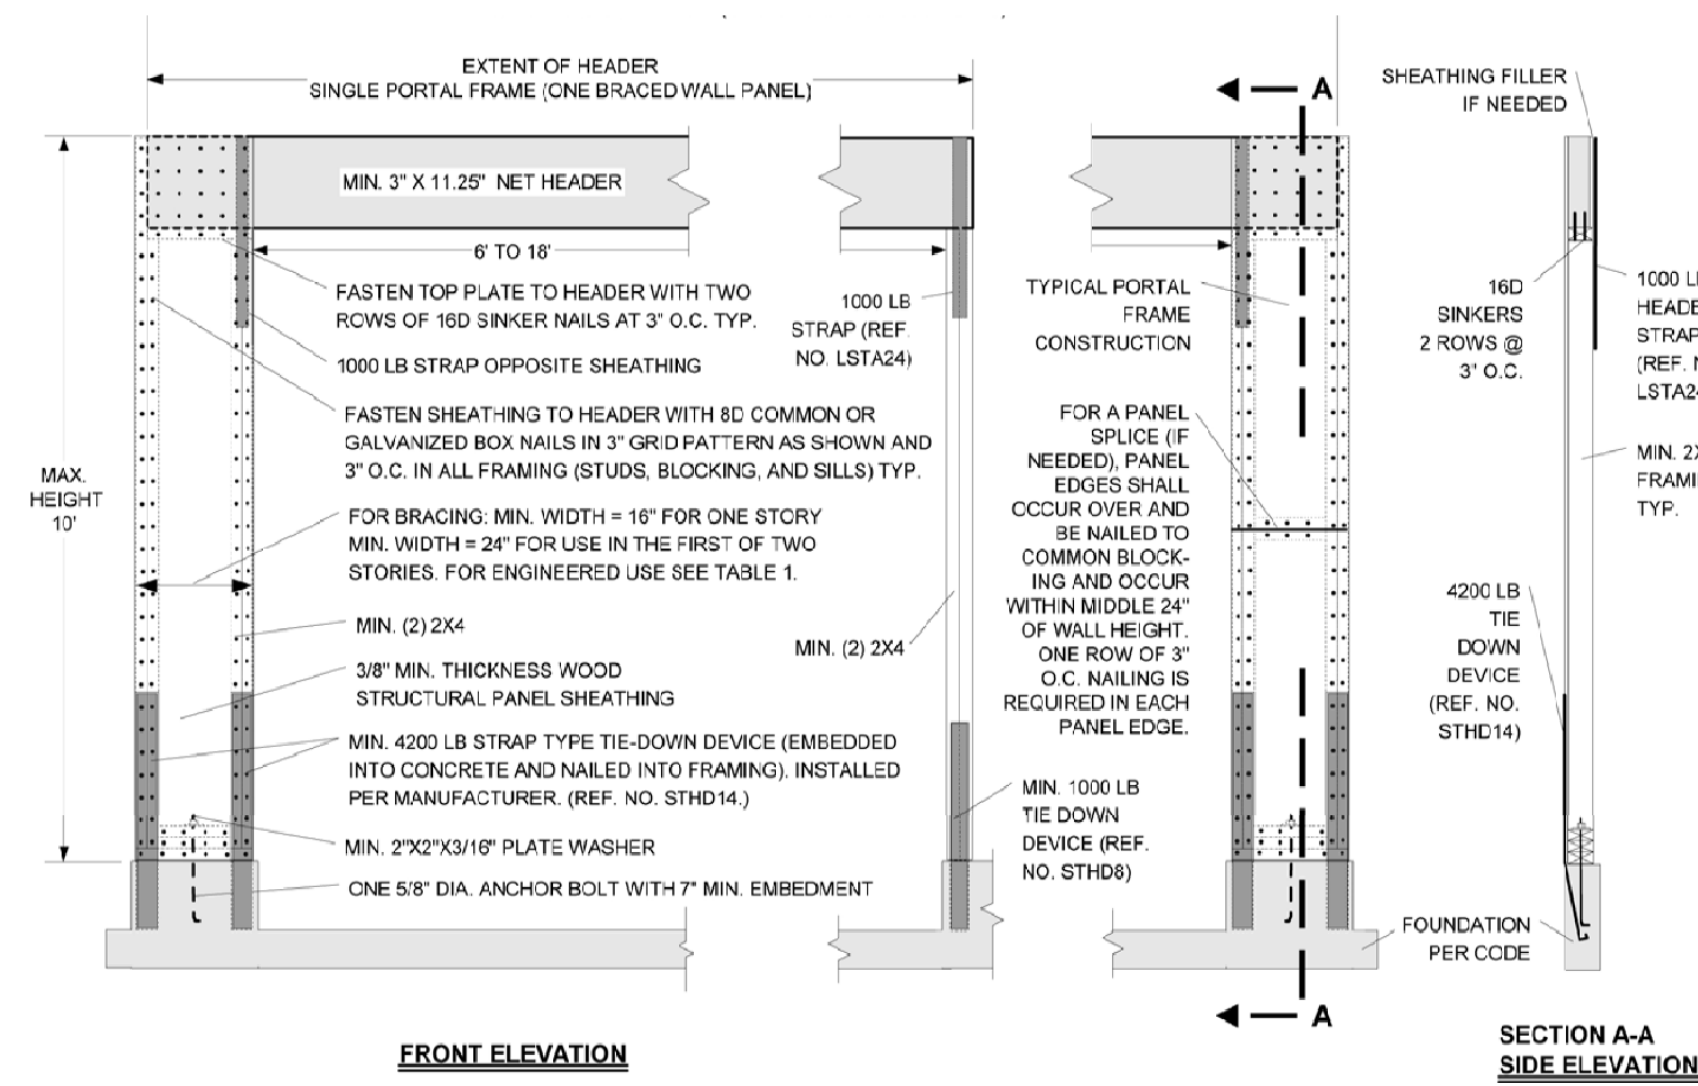 EXTENT OF HEADER
SINGLE PORTAL FRAME (ONE BRACED WALL PANEL)
MIN. 3" X 11.25" NET HEADER
6' TO 18'
FASTEN TOP PLATE TO HEADER WITH TWO
ROWS OF 16D SINKER NAILS AT 3" O.C. TYP.
1000 LB STRAP OPPOSITE SHEATHING
FASTEN SHEATHING TO HEADER WITH 8D COMMON OR
GALVANIZED BOX NAILS IN 3" GRID PATTERN AS SHOWN AND
3" O.C. IN ALL FRAMING (STUDS, BLOCKING, AND SILLS) TYP.
MAX.
HEIGHT
10'
FOR BRACING: MIN. WIDTH = 16" FOR ONE STORY
MIN. WIDTH = 24" FOR USE IN THE FIRST OF TWO
STORIES. FOR ENGINEERED USE SEE TABLE 1.
MIN. (2) 2X4
3/8" MIN. THICKNESS WOOD
STRUCTURAL PANEL SHEATHING
MIN. 4200 LB STRAP TYPE TIE-DOWN DEVICE (EMBEDDED
INTO CONCRETE AND NAILED INTO FRAMING). INSTALLED
PER MANUFACTURER. (REF. NO. STHD14.)
MIN. 2"X2"X3/16" PLATE WASHER
ONE 5/8" DIA. ANCHOR BOLT WITH 7" MIN. EMBEDMENT
FRONT ELEVATION
1000 LB
STRAP (REF.
NO. LSTA24)
MIN. (2) 2X4
MIN. 1000 LB
TIE DOWN
DEVICE (REF.
NO. STHD8)
TYPICAL PORTAL
FRAME
CONSTRUCTION
FOR A PANEL
SPLICE (IF
NEEDED), PANEL
EDGES SHALL
OCCUR OVER AND
BE NAILED TO
COMMON BLOCK-
ING AND OCCUR
WITHIN MIDDLE 24"
OF WALL HEIGHT.
ONE ROW OF 3"
O.C. NAILING IS
REQUIRED IN EACH
PANEL EDGE.
A
A
SHEATHING FILLER
IF NEEDED
16D
SINKERS
2 ROWS @
3" O.C.
1000 L
HEADE
STRAP
(REF.
LSTA24
MIN. 2
FRAMI
TYP.
4200 LB
TIE
DOWN
DEVICE
(REF. NO.
STHD14)
FOUNDATION
PER CODE
SECTION A-A
SIDE ELEVATION